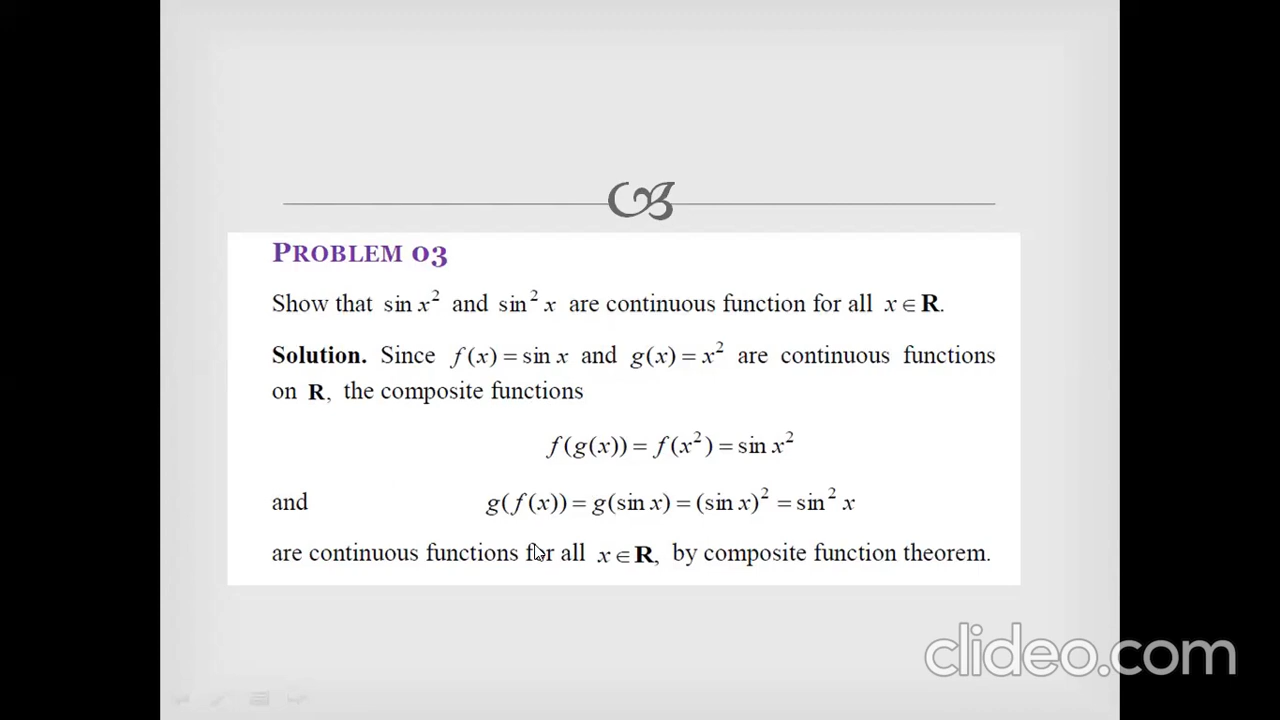 PROBLEM 03
Show that sin x² and sin² x are continuous function for all x ∈ R.
Solution. Since f(x) = sin x and g(x) = x² are continuous functions
on R, the composite functions
f(g(x)) = f(x²) = sin x²
and g(f(x)) = g(sin x) = (sin x)² = sin² x
are continuous functions for all x ∈ R, by composite function theorem.
clideo.com